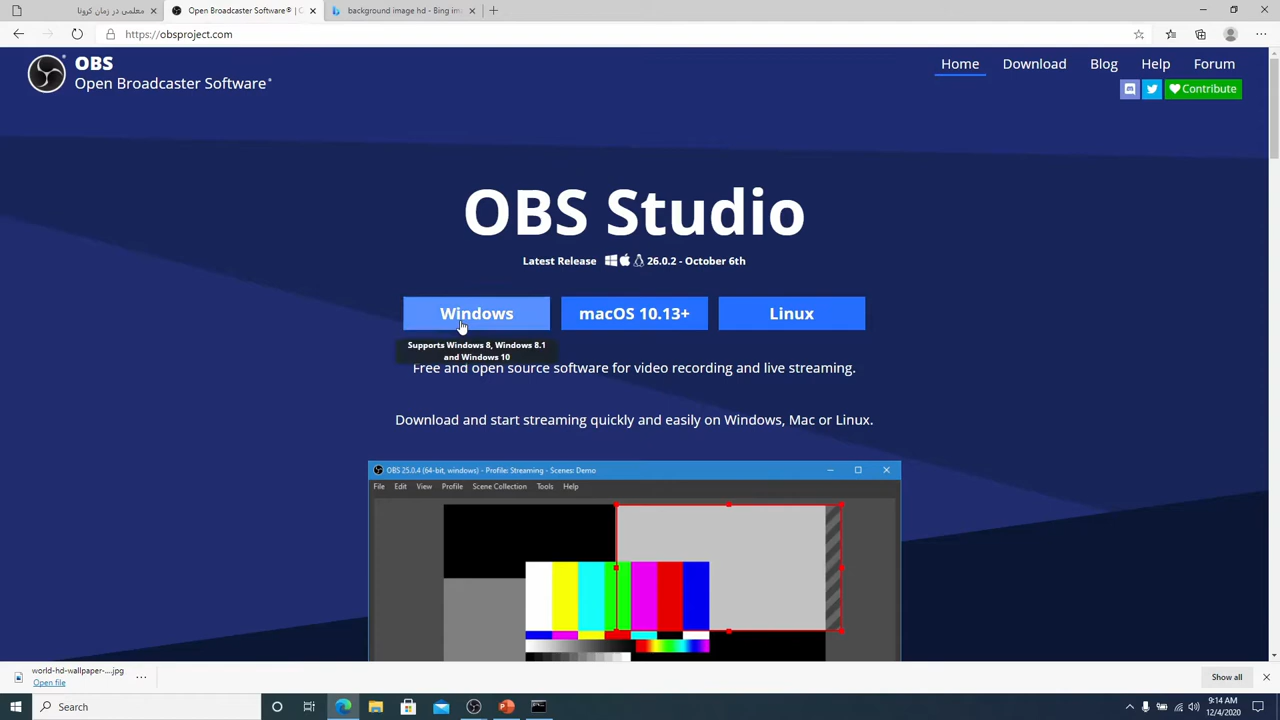 معلمی در زمان کرونا
Open Broadcaster Software® | C
background image.hd - Bing ima
https://obsproject.com
OBS
Open Broadcaster Software
Home
Download
Blog
Help
Forum
Contribute
OBS Studio
Latest Release 26.0.2 - October 6th
Windows
macOS 10.13+
Linux
Supports Windows 8, Windows 8.1
and Windows 10
Free and open source software for video recording and live streaming.
Download and start streaming quickly and easily on Windows, Mac or Linux.
OBS 25.0.4 (64-bit, windows) - Profile: Streaming - Scenes: Demo
File Edit View Profile Scene Collection Tools Help
world-hd-wallpaper-....jpg
Open file
Show all
Search
9:14 AM
12/4/2020